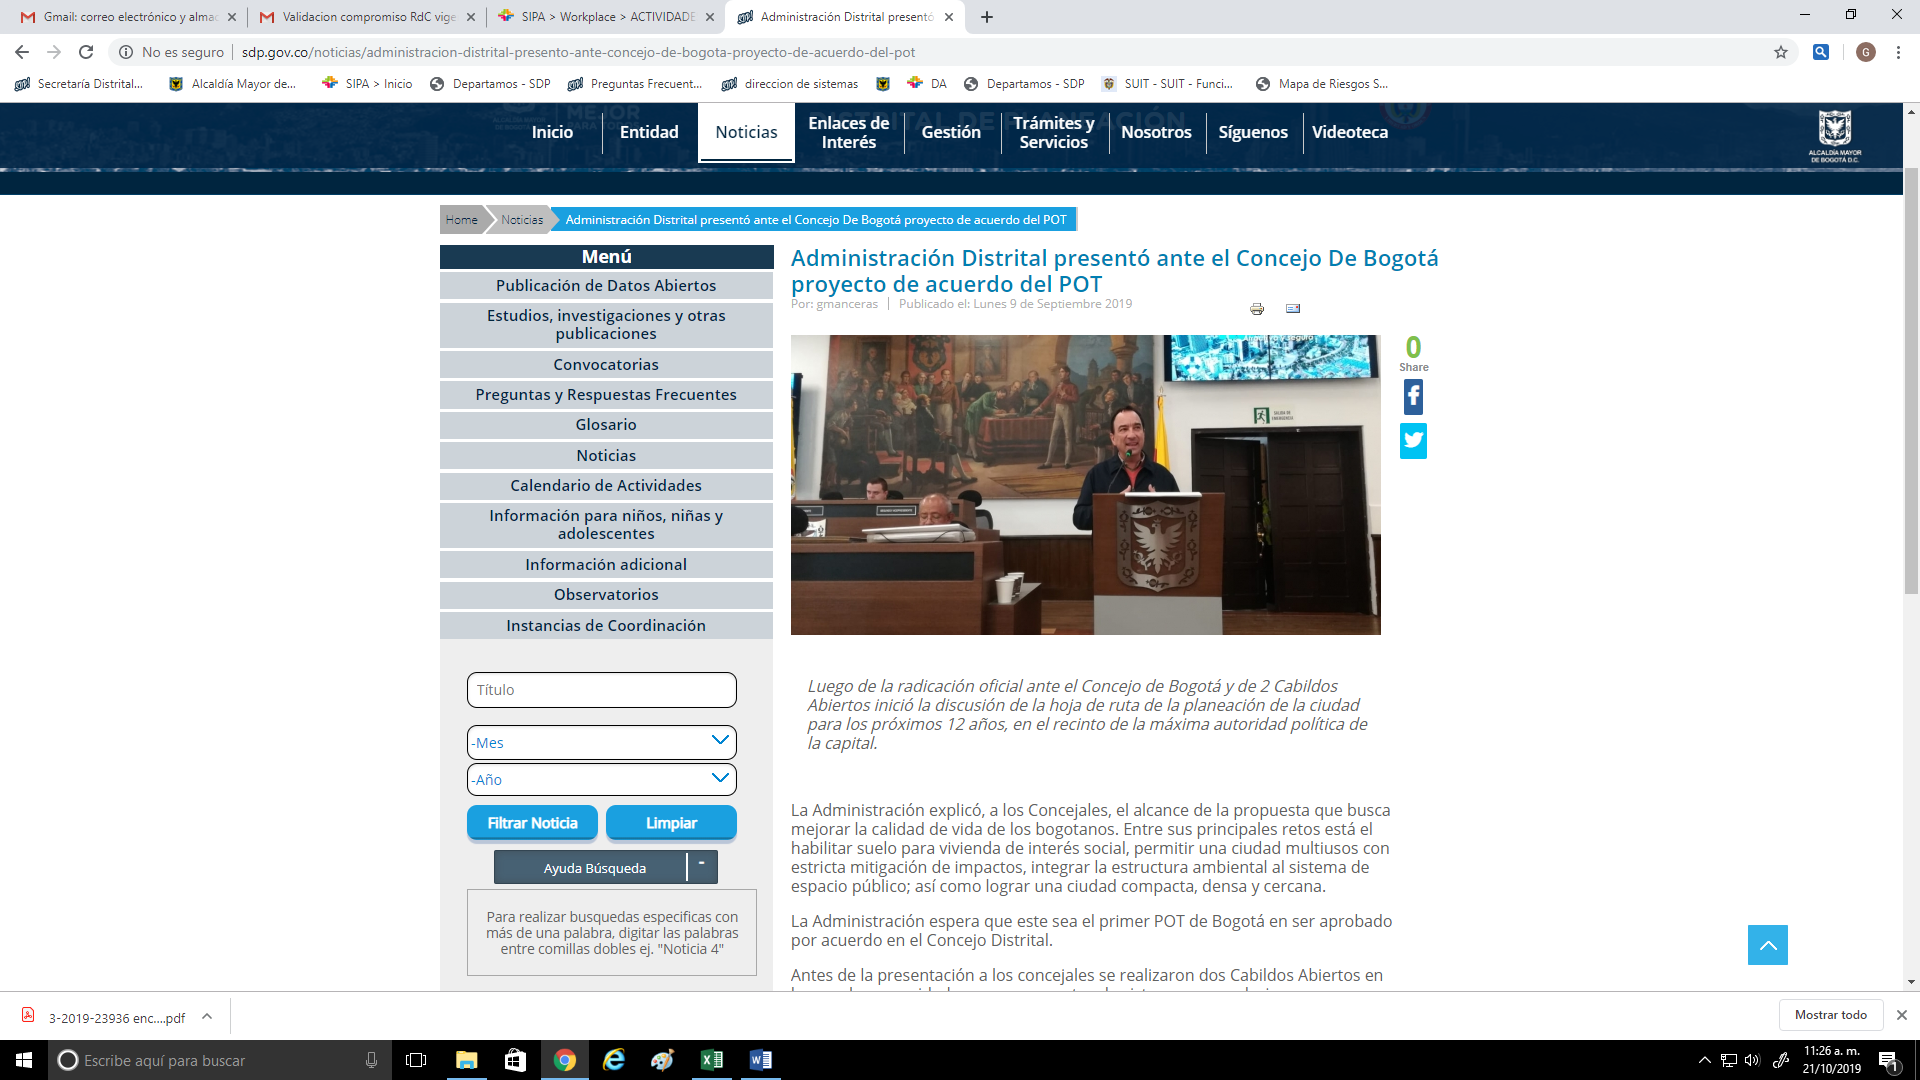 Gmail: correo electrónico y almac
Validacion compromiso RdC vige
SIPA > Workplace > ACTIVIDADE
Administración Distrital presentó
No es seguro
sdp.gov.co/noticias/administracion-distrital-presento-ante-concejo-de-bogota-proyecto-de-acuerdo-del-pot
G
Secretaría Distrital...
Alcaldía Mayor de...
SIPA > Inicio
Departamos - SDP
Preguntas Frecuent...
direccion de sistemas
DA
Departamos - SDP
SUIT - SUIT - Funci...
Mapa de Riesgos S...
Inicio
Entidad
Noticias
Enlaces de
Interés
Gestión
Trámites y
Servicios
Nosotros
Síguenos
Videoteca
ALCALDÍA MAYOR
DE BOGOTÁ D.C.
Home
Noticias
Administración Distrital presentó ante el Concejo De Bogotá proyecto de acuerdo del POT
Menú
Publicación de Datos Abiertos
Estudios, investigaciones y otras
publicaciones
Convocatorias
Preguntas y Respuestas Frecuentes
Glosario
Noticias
Calendario de Actividades
Información para niños, niñas y
adolescentes
Información adicional
Observatorios
Instancias de Coordinación
Título
-Mes
-Año
Filtrar Noticia
Limpiar
Ayuda Búsqueda
-
Para realizar busquedas especificas con
más de una palabra, digitar las palabras
entre comillas dobles ej. "Noticia 4"
Administración Distrital presentó ante el Concejo De Bogotá
proyecto de acuerdo del POT
Por: gmanceras
Publicado el: Lunes 9 de Septiembre 2019
0
Share
Luego de la radicación oficial ante el Concejo de Bogotá y de 2 Cabildos
Abiertos inició la discusión de la hoja de ruta de la planeación de la ciudad
para los próximos 12 años, en el recinto de la máxima autoridad política de
la capital.
La Administración explicó, a los Concejales, el alcance de la propuesta que busca
mejorar la calidad de vida de los bogotanos. Entre sus principales retos está el
habilitar suelo para vivienda de interés social, permitir una ciudad multiusos con
estricta mitigación de impactos, integrar la estructura ambiental al sistema de
espacio público; así como lograr una ciudad compacta, densa y cercana.
La Administración espera que este sea el primer POT de Bogotá en ser aprobado
por acuerdo en el Concejo Distrital.
Antes de la presentación a los concejales se realizaron dos Cabildos Abiertos en
3-2019-23936 enc....pdf
Mostrar todo
Escribe aquí para buscar
11:26 a. m.
21/10/2019
1